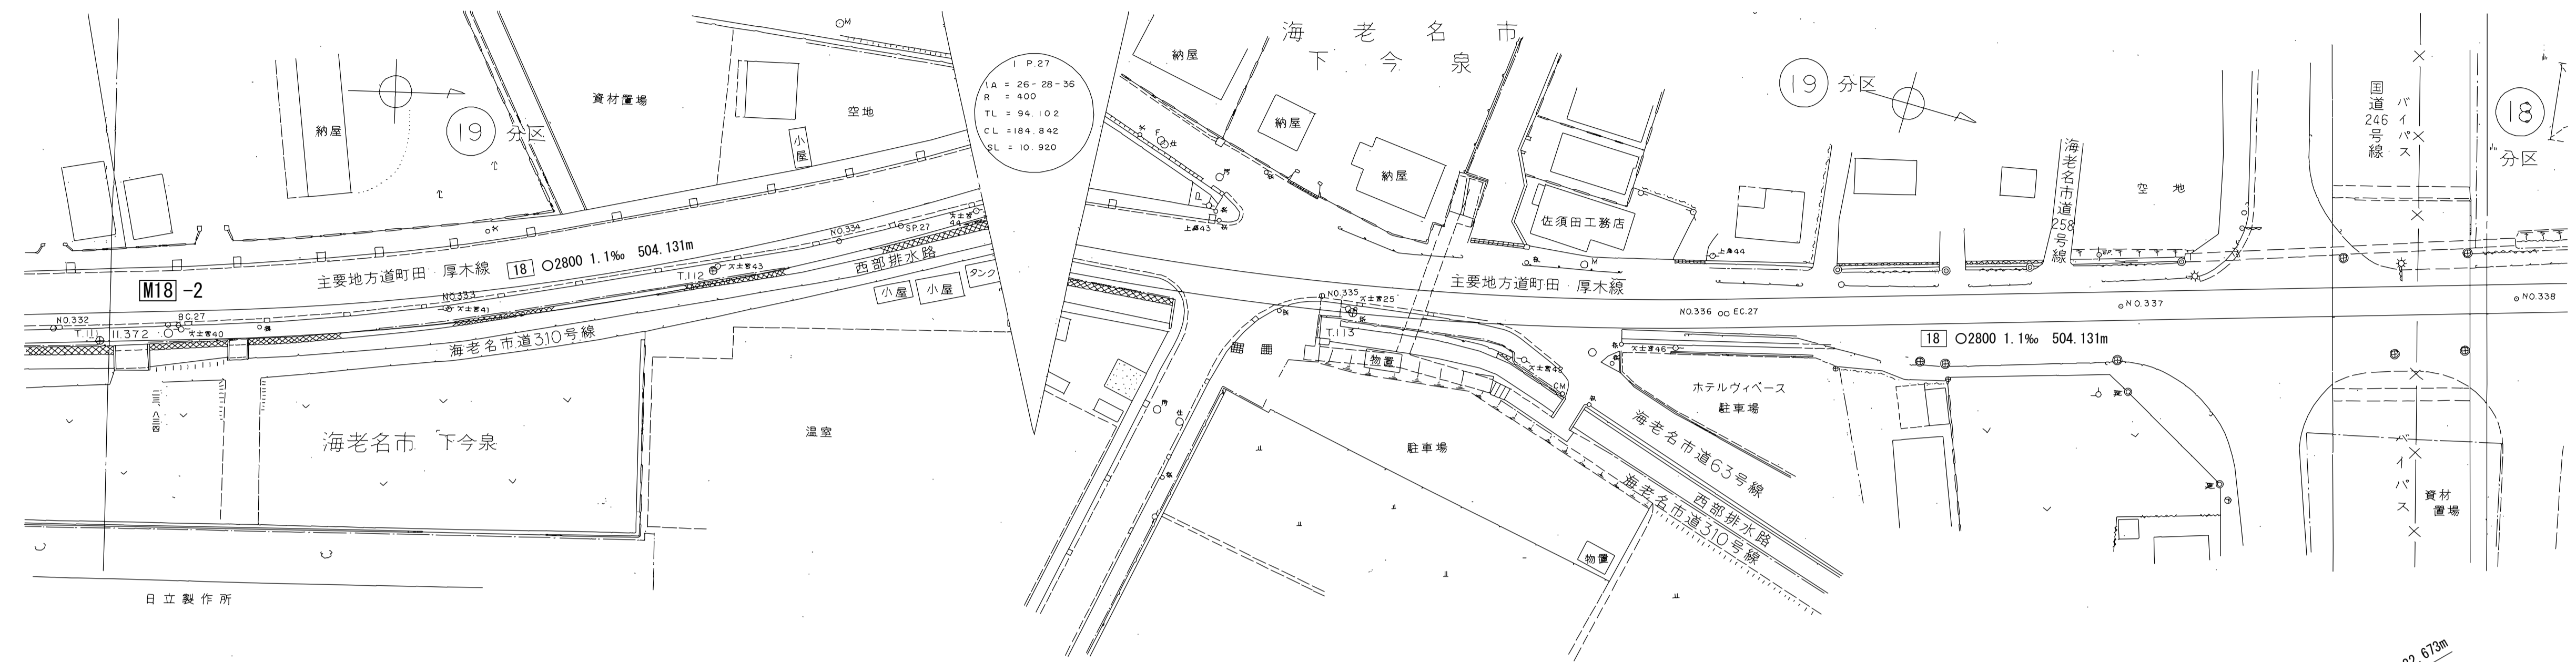 海老名市
下今泉
I P.27
IA = 26-28-36
R = 400
TL = 94.102
CL =184.842
SL = 10.920
納屋
19 分区
資材置場
空地
小屋
主要地方道町田 厚木線
18 O2800 1.1‰ 504.131m
M18 -2
NO.332
BC.27
T.111
11.372
NO.333
T.112
NO.334
SP.27
西部排水路
小屋
小屋
タンク
海老名市道310号線
海老名市 下今泉
温室
日立製作所
納屋
納屋
納屋
佐須田工務店
主要地方道町田 厚木線
NO.335
T.113
物置
駐車場
CM
海老名市道63号線
西部排水路
海老名市道310号線
物置
19 分区
海老名市道258号線
空地
国道246号線
バイパス
18
分区
NO.336
EC.27
NO.337
NO.338
18 O2800 1.1‰ 504.131m
ホテルヴィベース
駐車場
バイパス
資材
置場